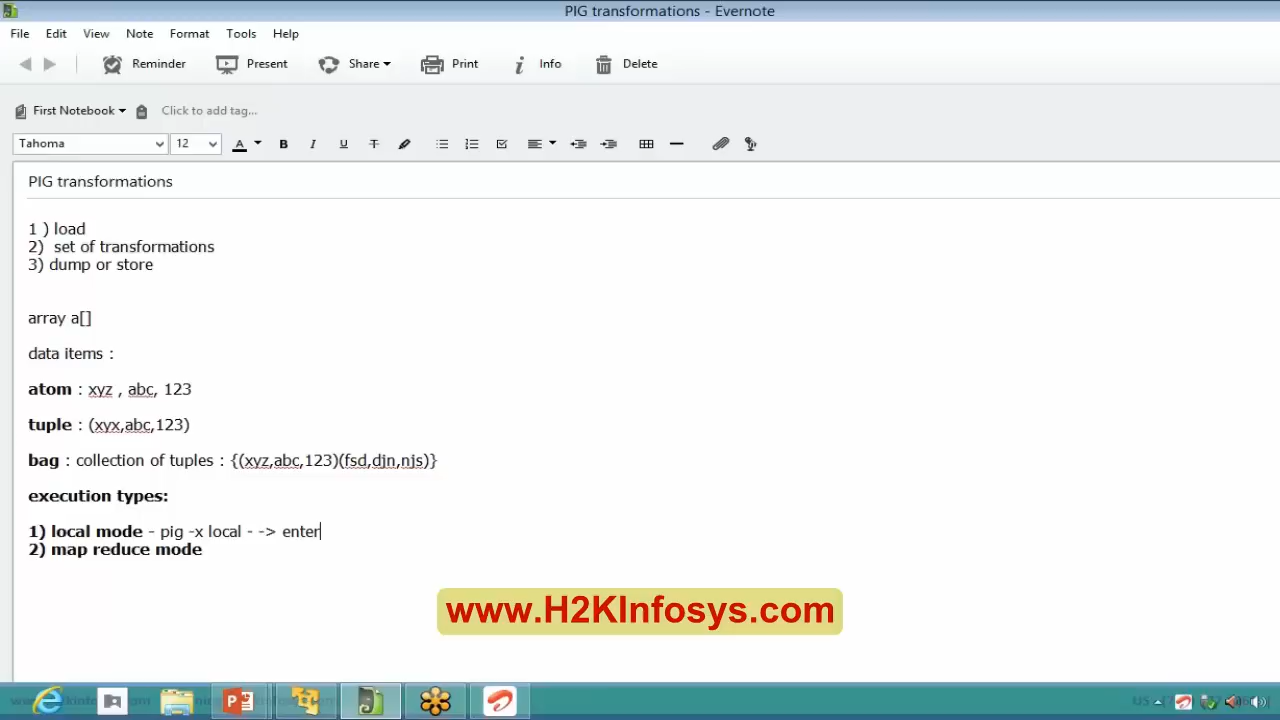 PIG transformations - Evernote
File Edit View Note Format Tools Help
Reminder Present Share Print Info Delete
First Notebook Click to add tag...
Tahoma 12 A B I U T
PIG transformations
1 ) load
2) set of transformations
3) dump or store
array a[]
data items :
atom : xyz , abc, 123
tuple : (xyx,abc,123)
bag : collection of tuples : {(xyz,abc,123)(fsd,djn,njs)}
execution types:
1) local mode - pig -x local - -> enter
2) map reduce mode
www.H2KInfosys.com
US